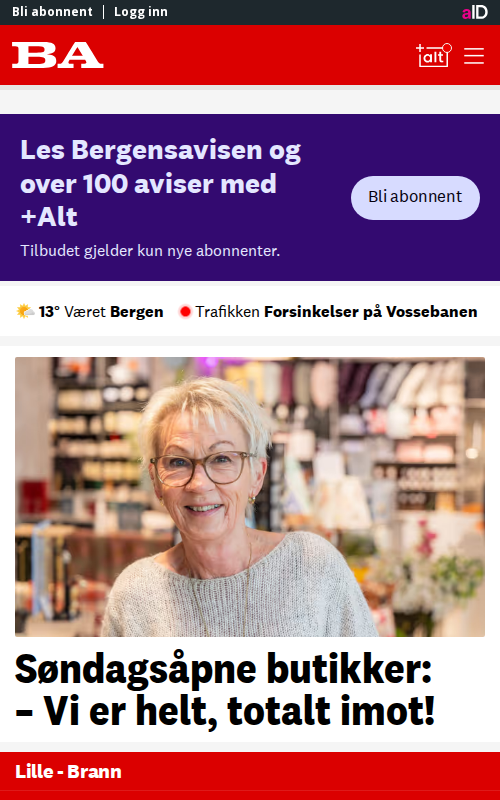 Bli abonnent | Logg inn
aID
BA
+alt
Les Bergensavisen og
over 100 aviser med
+Alt
Tilbudet gjelder kun nye abonnenter.
Bli abonnent
13° Været Bergen
Trafikken Forsinkelser på Vossebanen
Søndagsåpne butikker:
– Vi er helt, totalt imot!
Lille - Brann